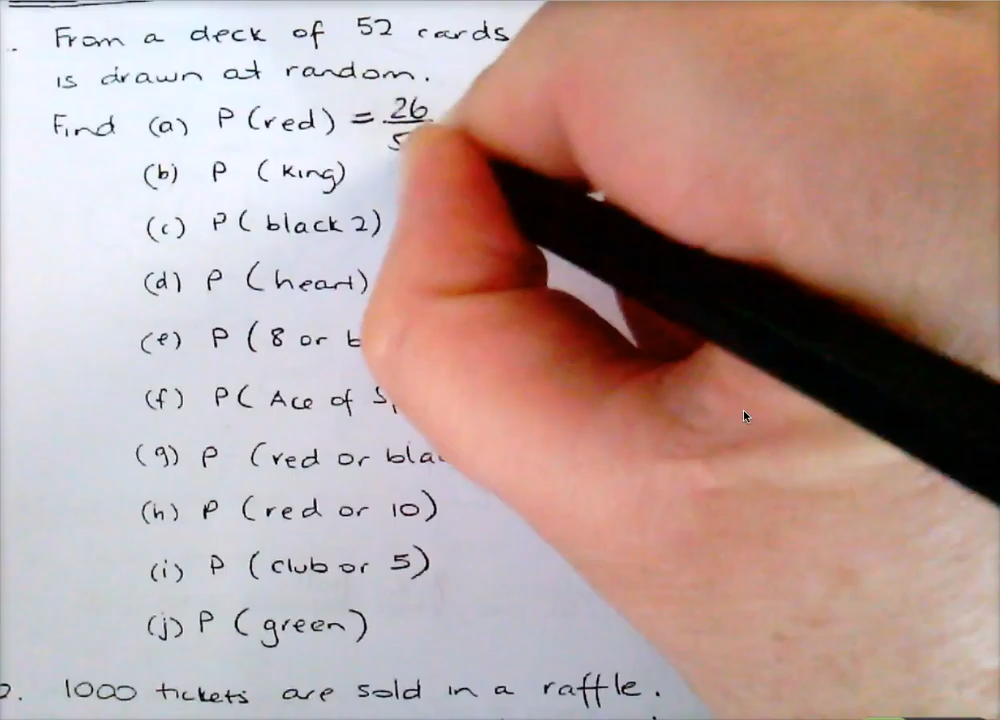 . From a deck of 52 cards
is drawn at random.
Find (a) P (red) = 26
(b) P (King)
(c) P (black 2)
(d) P (heart)
(e) P (8 or
(f) P( Ace of
(g) P (red or
(h) P (red or 10)
(i) P (club or 5)
(j) P (green)
1000 tickets are sold in a raffle.